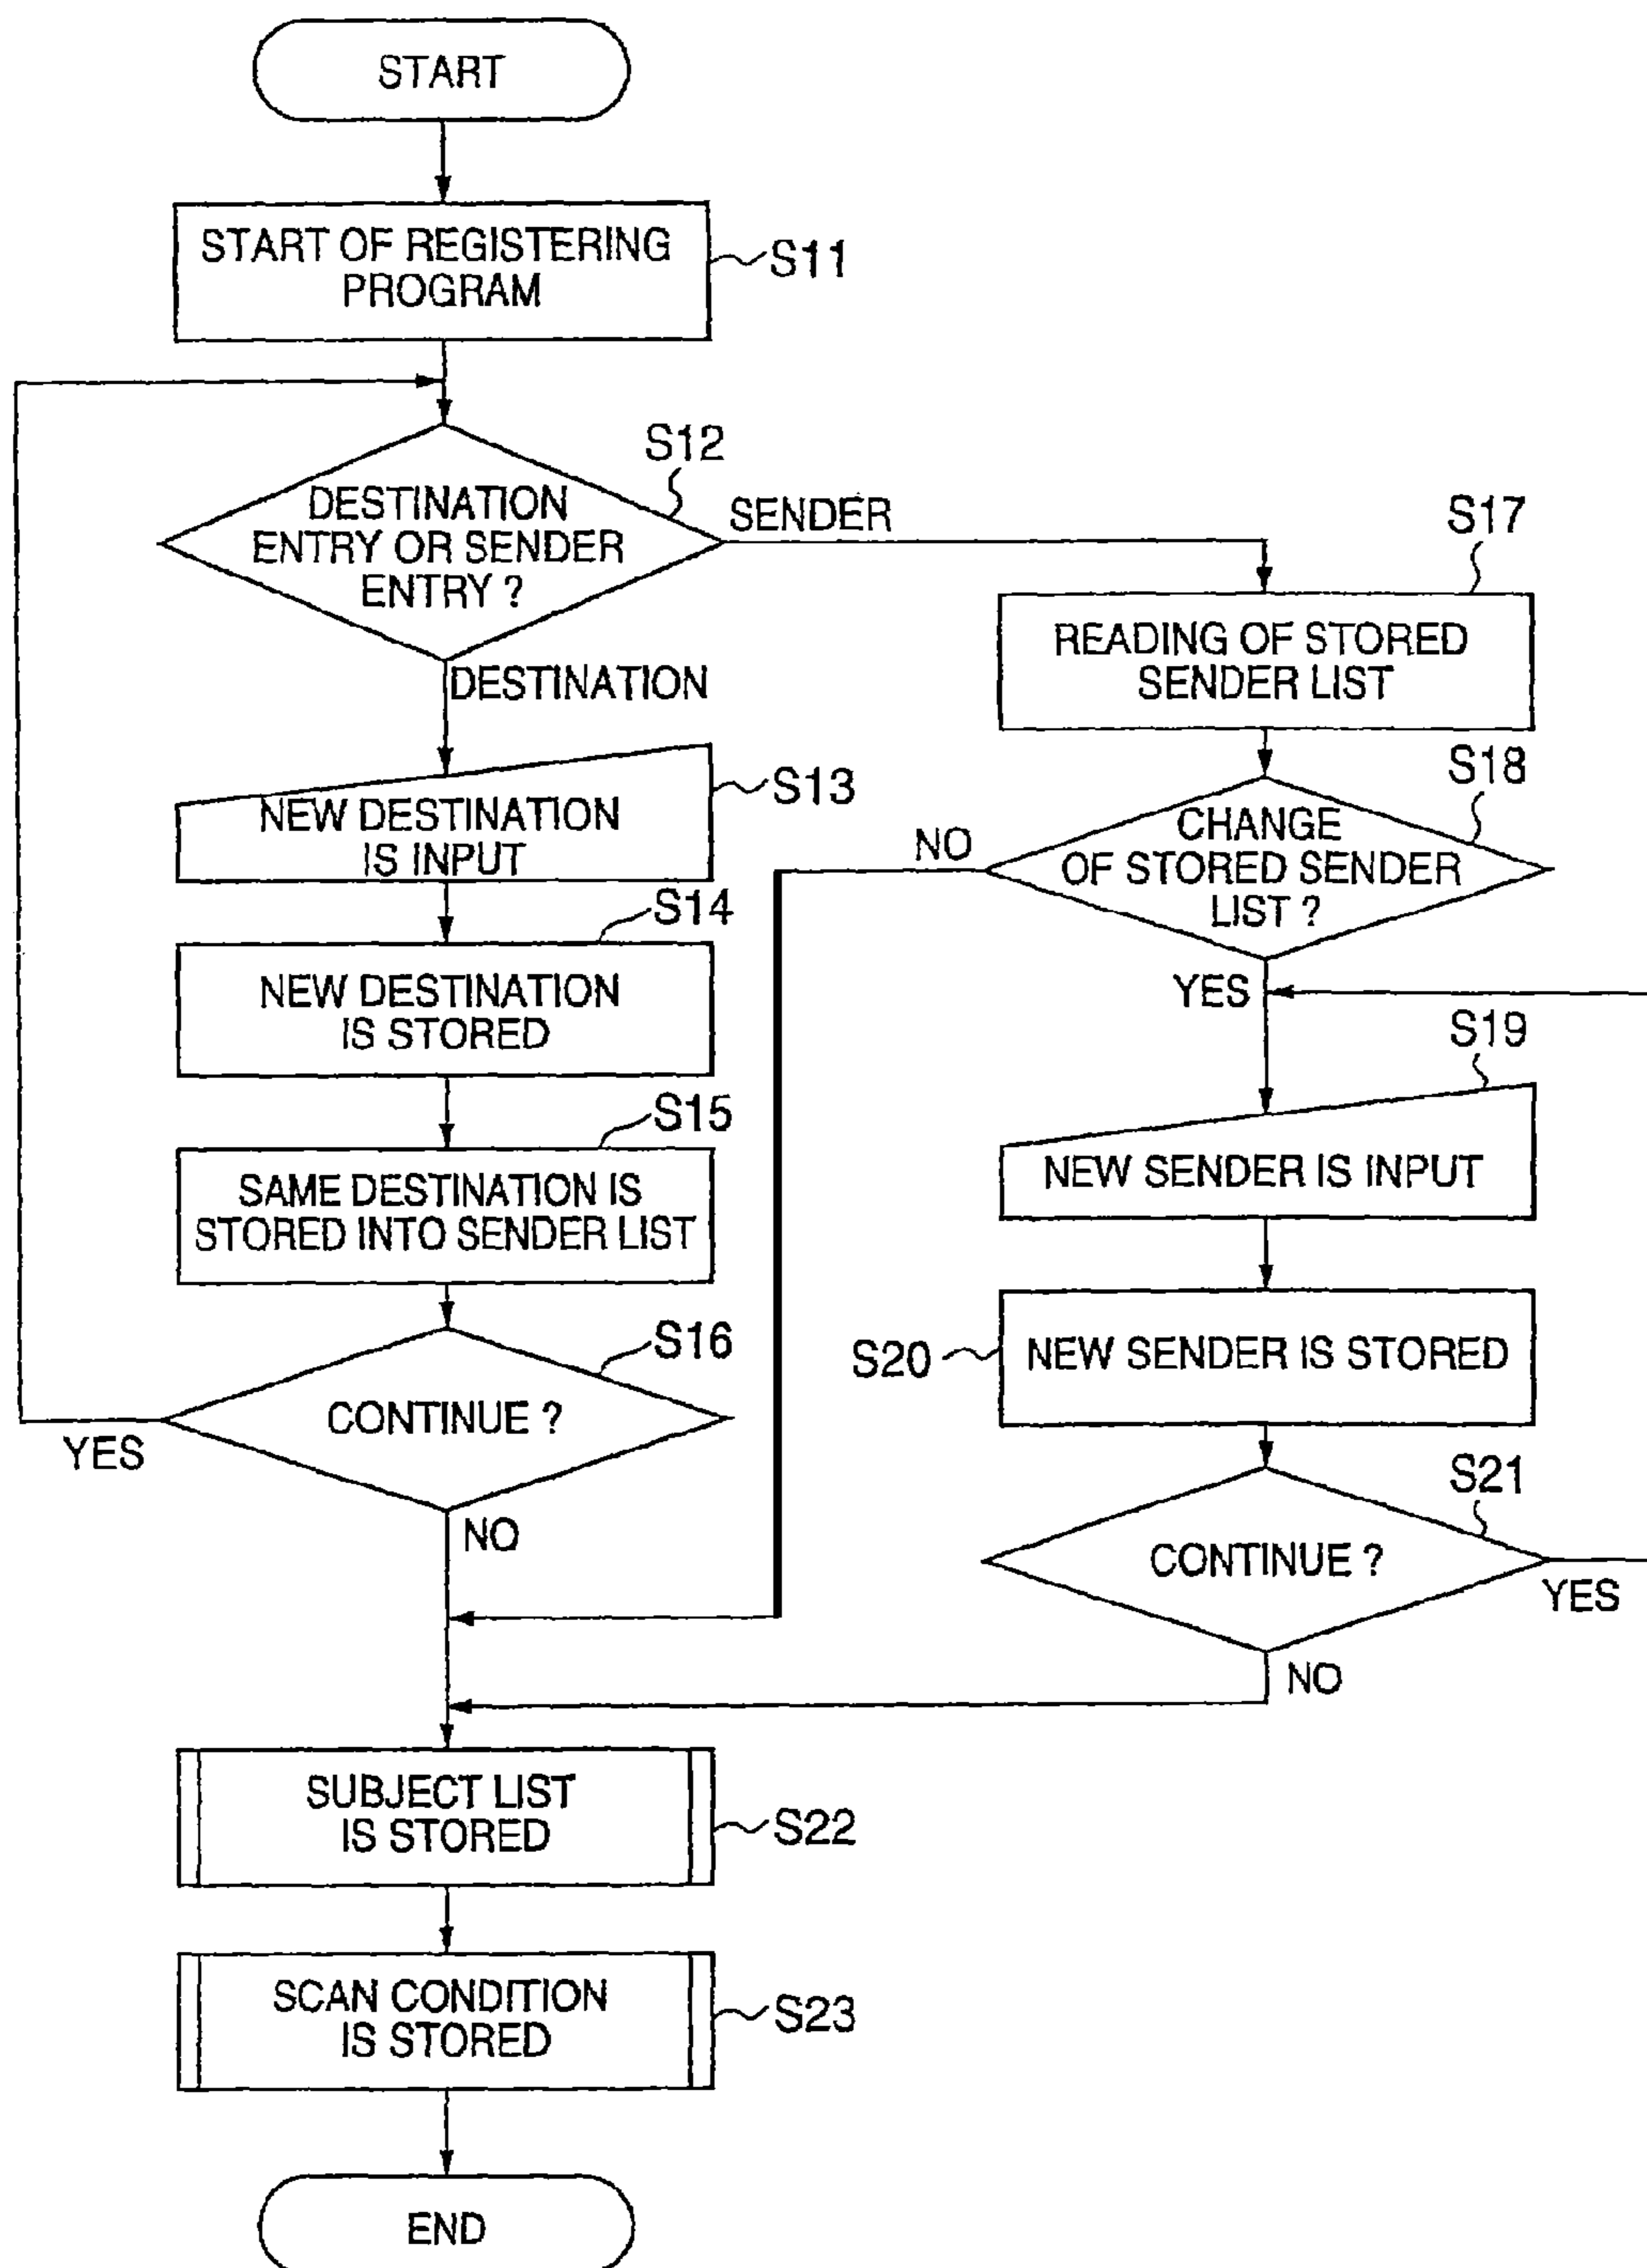 START
START OF REGISTERING
PROGRAM
S11
S12
DESTINATION
ENTRY OR SENDER
ENTRY ?
SENDER
DESTINATION
NEW DESTINATION
IS INPUT
S13
S14
NEW DESTINATION
IS STORED
S15
SAME DESTINATION IS
STORED INTO SENDER LIST
S16
CONTINUE ?
YES
NO
S17
READING OF STORED
SENDER LIST
S18
CHANGE
OF STORED SENDER
LIST ?
NO
YES
S19
NEW SENDER IS INPUT
S20
NEW SENDER IS STORED
S21
CONTINUE ?
YES
NO
SUBJECT LIST
IS STORED
S22
SCAN CONDITION
IS STORED
S23
END